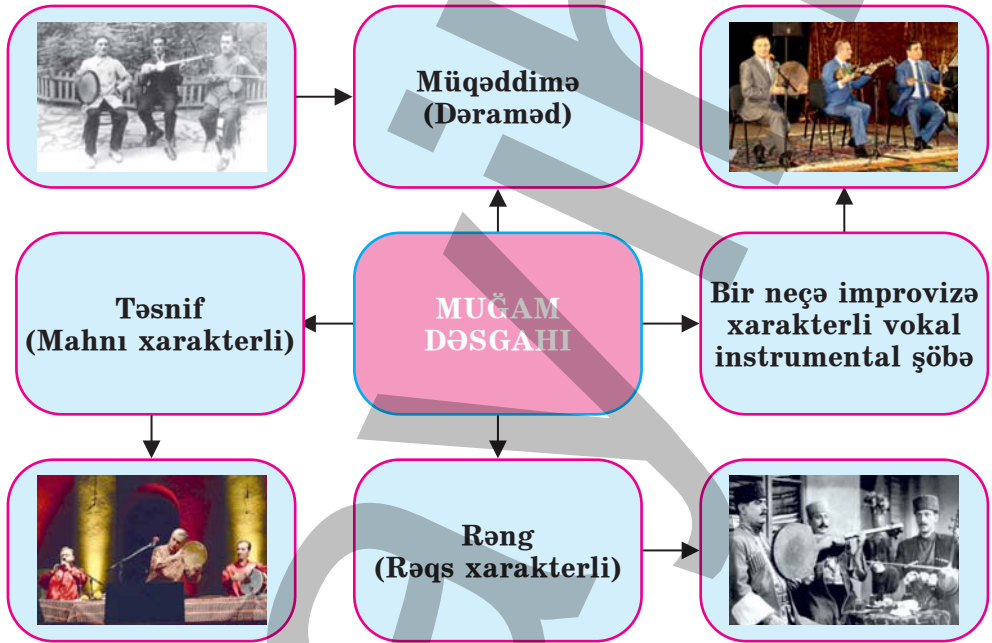 Müqəddimə
(Dəraməd)
Təsnif
(Mahnı xarakterli)
MUĞAM
DƏSGAHI
Bir neçə improvizə
xarakterli vokal
instrumental şöbə
Rəng
(Rəqs xarakterli)